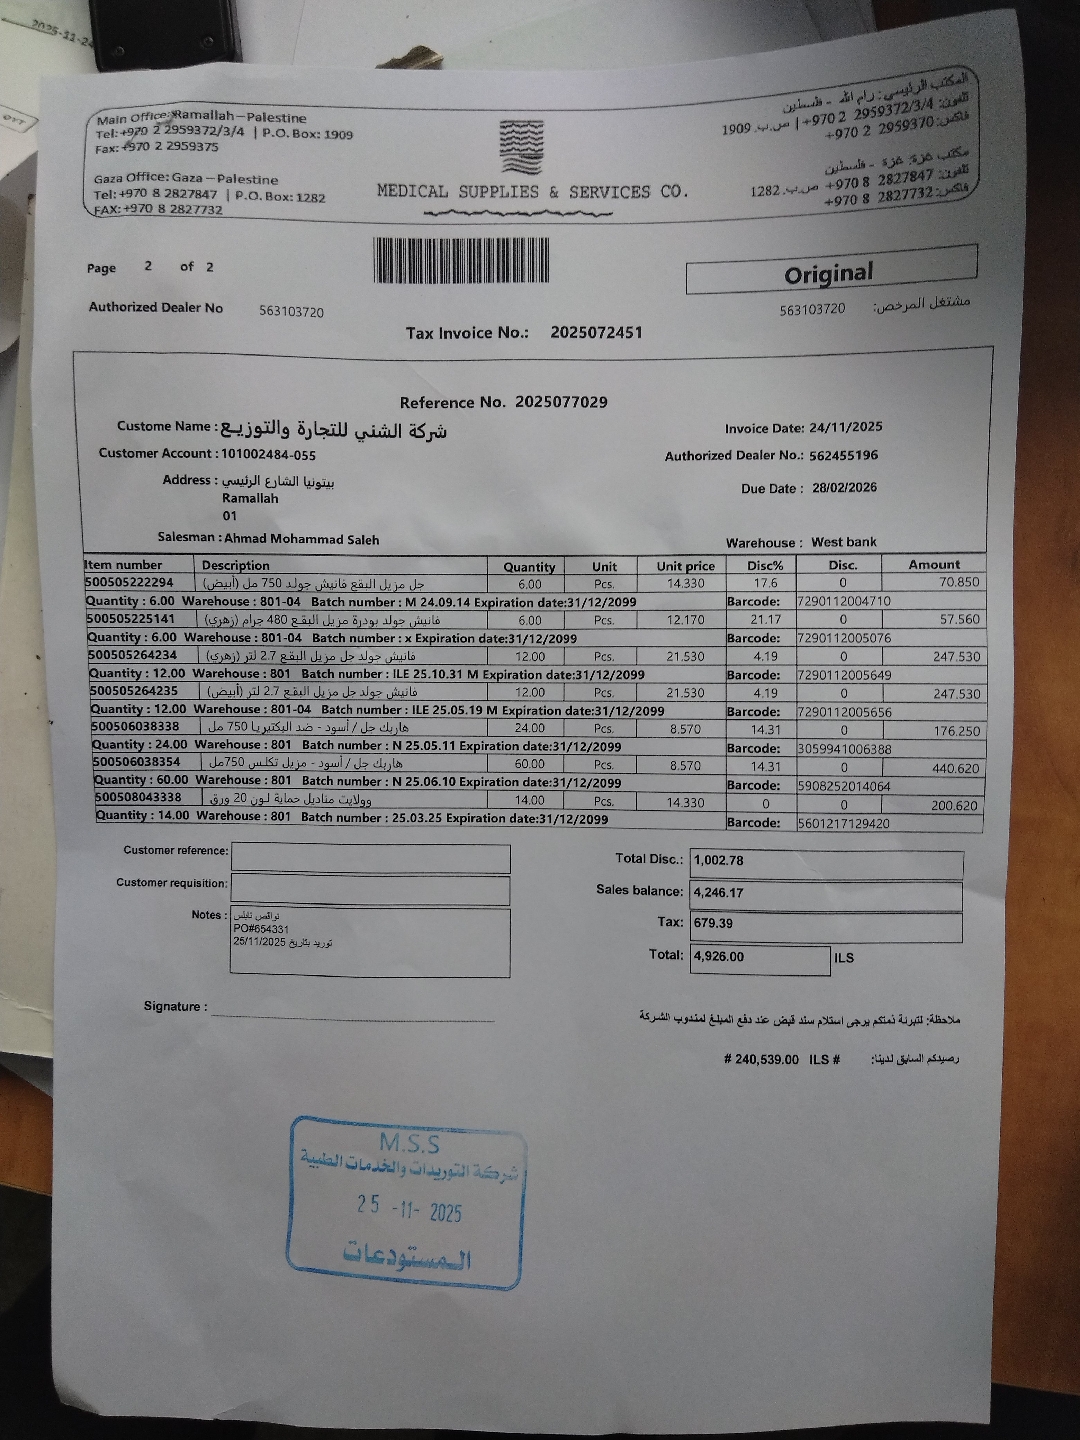 2025-11-24
Main Office: Ramallah-Palestine
Tel:+970 2 2959372/3/4 | P.O. Box: 1909
Fax: +970 2 2959375
Gaza Office: Gaza-Palestine
Tel:+970 8 2827847 | P.O. Box: 1282
FAX:+970 8 2827732
MEDICAL SUPPLIES & SERVICES CO.
المكتب الرئيسي: رام الله - فلسطين
تلفون: +970 2 2959372/3/4 | ص.ب. 1909
فاكس: +970 2 2959370
مكتب غزة: غزة - فلسطين
تلفون: +970 8 2827847 ص.ب. 1282
فاكس: +970 8 2827732
Page 2 of 2
Original
Authorized Dealer No 563103720
563103720 مشتغل المرخص:
Tax Invoice No.: 2025072451
Reference No. 2025077029
Custome Name : شركة الشني للتجارة والتوزيع
Invoice Date: 24/11/2025
Customer Account : 101002484-055
Authorized Dealer No.: 562455196
Address : بيتونيا الشارع الرئيسي
Due Date : 28/02/2026
Ramallah
01
Salesman : Ahmad Mohammad Saleh
Warehouse : West bank
Item number Description Quantity Unit Unit price Disc% Disc. Amount
500505222294 جل مزيل البقع فانيش جولد 750 مل (أبيض) 6.00 Pcs. 14.330 17.6 0 70.850
Quantity : 6.00 Warehouse : 801-04 Batch number : M 24.09.14 Expiration date:31/12/2099 Barcode: 7290112004710
500505225141 فانيش جولد بودرة مزيل البقع 480 جرام (زهري) 6.00 Pcs. 12.170 21.17 0 57.560
Quantity : 6.00 Warehouse : 801-04 Batch number : x Expiration date:31/12/2099 Barcode: 7290112005076
500505264234 فانيش جولد جل مزيل البقع 2.7 لتر (زهري) 12.00 Pcs. 21.530 4.19 0 247.530
Quantity : 12.00 Warehouse : 801 Batch number : ILE 25.10.31 M Expiration date:31/12/2099 Barcode: 7290112005649
500505264235 فانيش جولد جل مزيل البقع 2.7 لتر (أبيض) 12.00 Pcs. 21.530 4.19 0 247.530
Quantity : 12.00 Warehouse : 801-04 Batch number : ILE 25.05.19 M Expiration date:31/12/2099 Barcode: 7290112005656
500506038338 هاربك جل / أسود - ضد البكتيريا 750 مل 24.00 Pcs. 8.570 14.31 0 176.250
Quantity : 24.00 Warehouse : 801 Batch number : N 25.05.11 Expiration date:31/12/2099 Barcode: 3059941006388
500506038354 هاربك جل / أسود - مزيل تكلس 750مل 60.00 Pcs. 8.570 14.31 0 440.620
Quantity : 60.00 Warehouse : 801 Batch number : N 25.06.10 Expiration date:31/12/2099 Barcode: 5908252014064
500508043338 وولايت مناديل حماية لون 20 ورق 14.00 Pcs. 14.330 0 0 200.620
Quantity : 14.00 Warehouse : 801 Batch number : 25.03.25 Expiration date:31/12/2099 Barcode: 5601217129420
Customer reference:
Customer requisition:
Notes : نواقص نابلس
PO#654331
توريد بتاريخ 25/11/2025
Total Disc.: 1,002.78
Sales balance: 4,246.17
Tax: 679.39
Total: 4,926.00 ILS
Signature :
ملاحظة: لتبرئة ذمتكم يرجى استلام سند قبض عند دفع المبلغ لمندوب الشركة
رصيدكم السابق لدينا: # 240,539.00 ILS #
M.S.S
شركة التوريدات والخدمات الطبية
25 -11- 2025
المستودعات